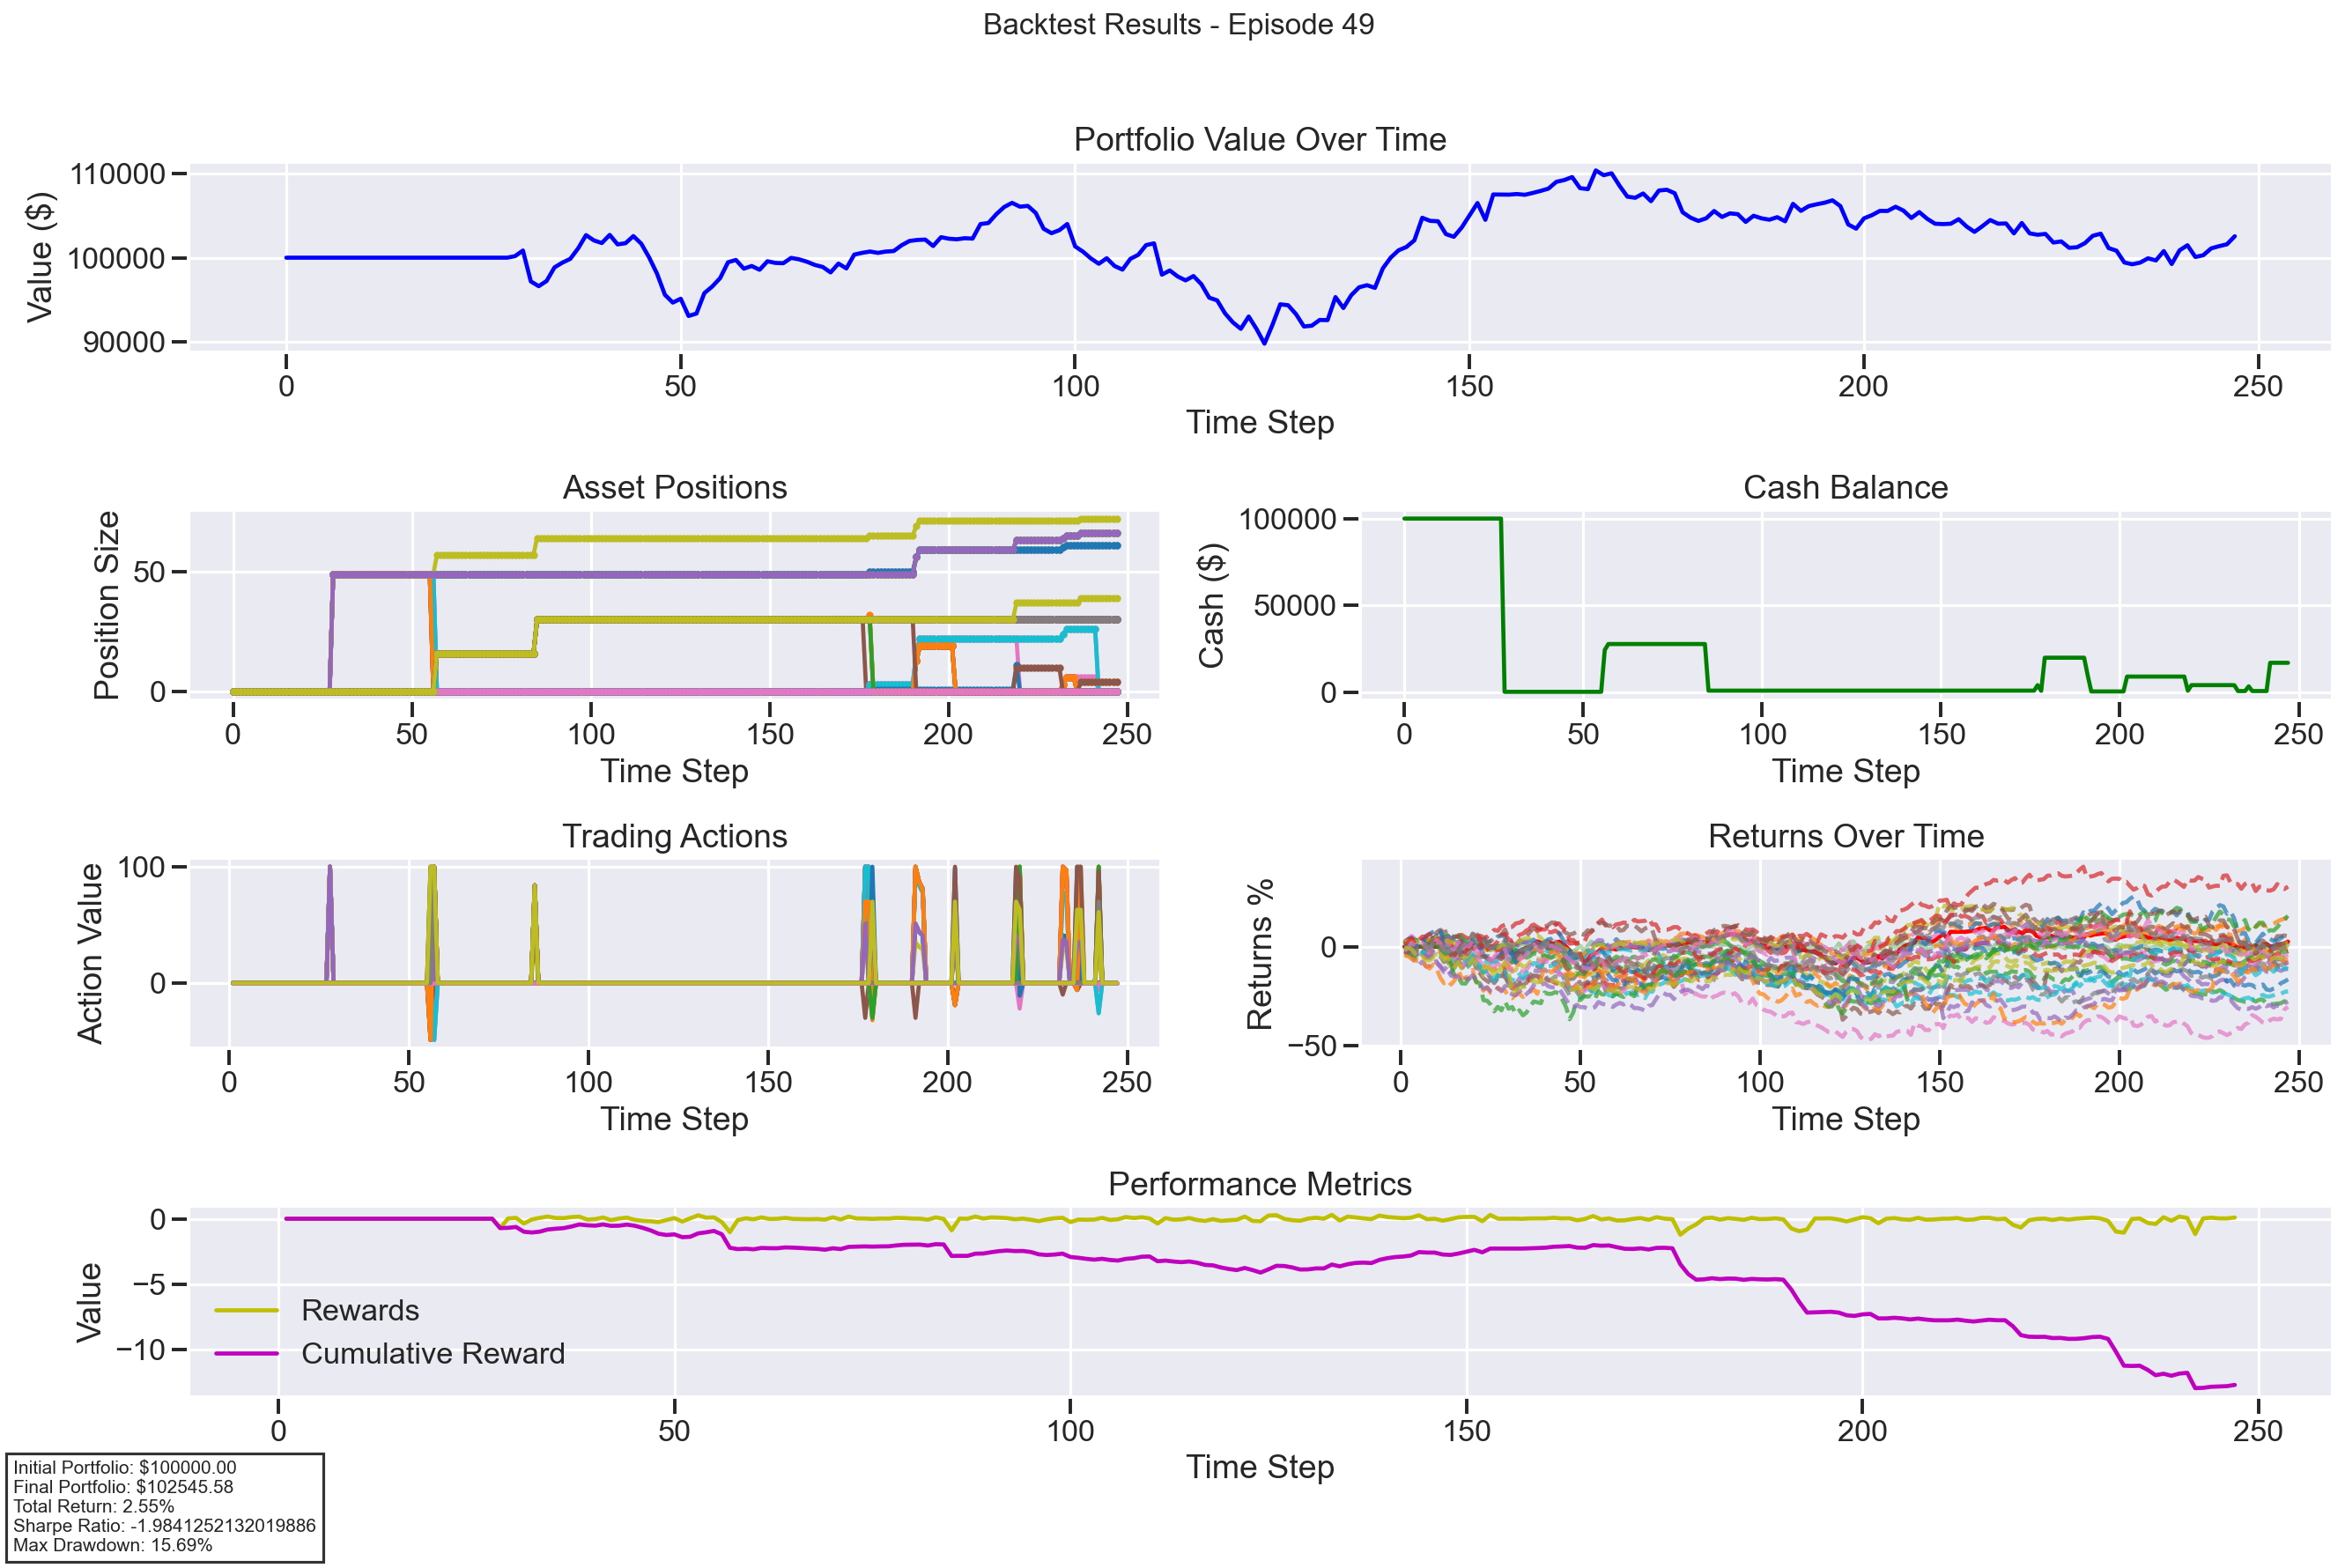 Backtest Results - Episode 49
Portfolio Value Over Time
Value ($)
110000
100000
90000
0 50 100 150 200 250
Time Step
Asset Positions
Position Size
50
0
0 50 100 150 200 250
Time Step
Cash Balance
Cash ($)
100000
50000
0
0 50 100 150 200 250
Time Step
Trading Actions
Action Value
100
0
0 50 100 150 200 250
Time Step
Returns Over Time
Returns %
0
−50
0 50 100 150 200 250
Time Step
Performance Metrics
Value
0
−5
−10
Rewards
Cumulative Reward
0 50 100 150 200 250
Time Step
Initial Portfolio: $100000.00
Final Portfolio: $102545.58
Total Return: 2.55%
Sharpe Ratio: -1.9841252132019886
Max Drawdown: 15.69%